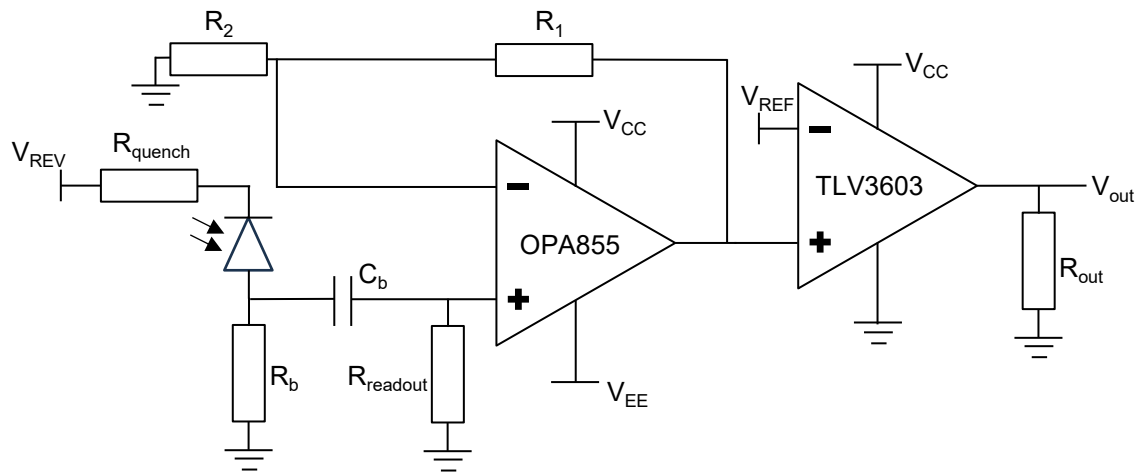 R2
R1
VCC
VREF
VCC
Rquench
VREV
TLV3603
Vout
OPA855
Cb
Rout
Rb
Rreadout
VEE